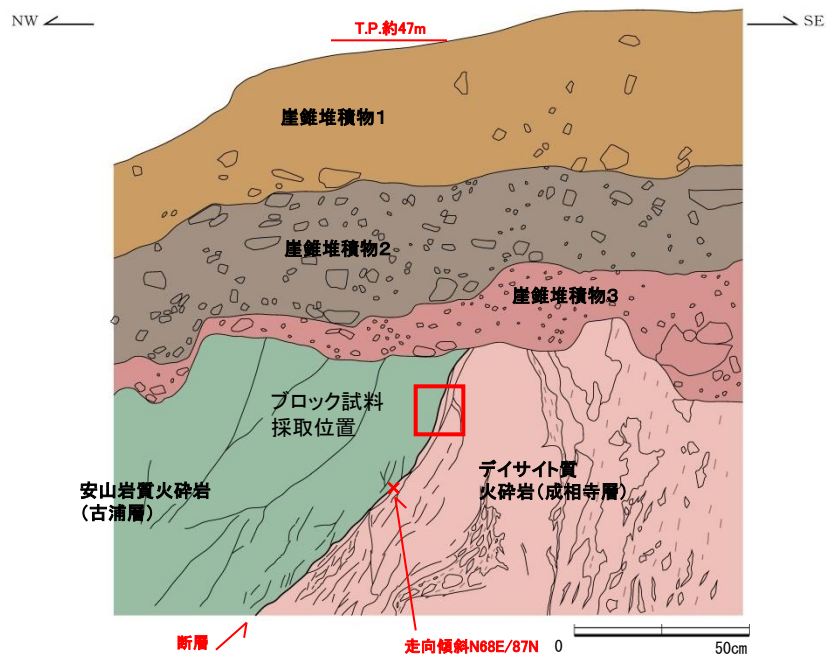 NW
T.P.約47m
SE
崖錐堆積物1
崖錐堆積物2
崖錐堆積物3
ブロック試料
採取位置
デイサイト質
火砕岩(成相寺層)
安山岩質火砕岩
(古浦層)
断層
走向傾斜N68E/87N
0
50cm